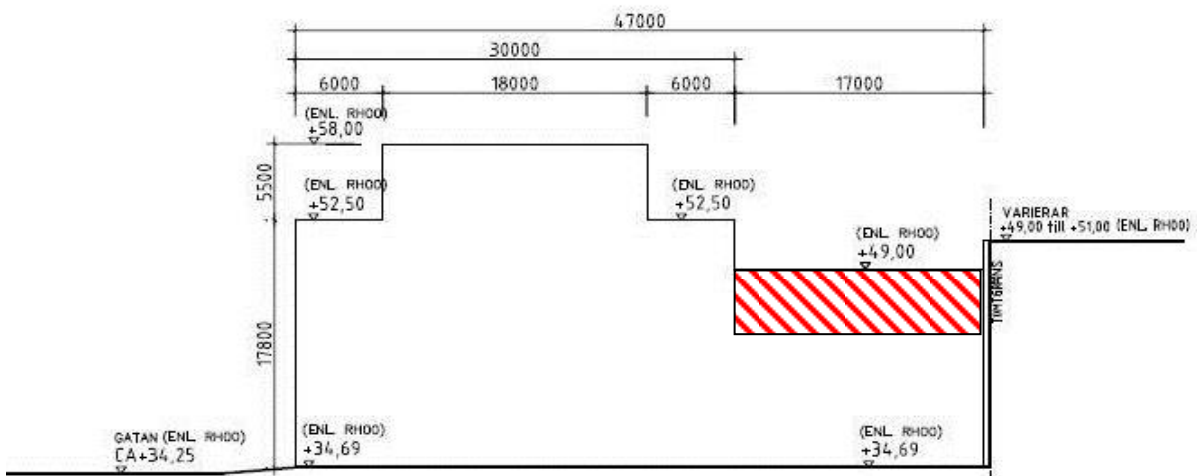 47000
30000
6000 18000 6000 17000
(ENL. RH00)
+58,00
5500
(ENL. RH00)
+52,50
(ENL. RH00)
+52,50
VARIERAR
+49,00 till +51,00 (ENL. RH00)
(ENL. RH00)
+49,00
TOMTGRÄNS
17800
GATAN (ENL. RH00)
CA+34,25
(ENL. RH00)
+34,69
(ENL. RH00)
+34,69